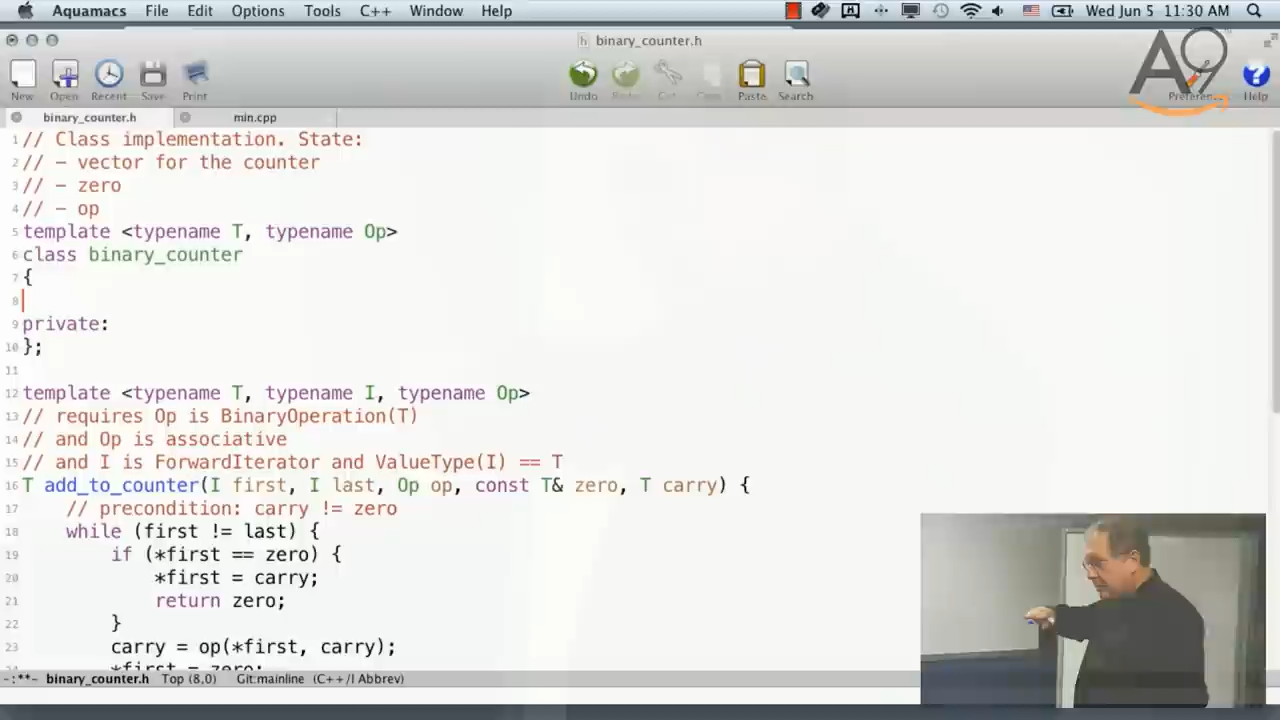 Aquamacs File Edit Options Tools C++ Window Help Wed Jun 5 11:30 AM
binary_counter.h
A9
New Open Recent Save Print Undo Paste Search Help
binary_counter.h min.cpp
1 // Class implementation. State:
2 // - vector for the counter
3 // - zero
4 // - op
5 template <typename T, typename Op>
6 class binary_counter
7 {
8
9 private:
10 };
11
12 template <typename T, typename I, typename Op>
13 // requires Op is BinaryOperation(T)
14 // and Op is associative
15 // and I is ForwardIterator and ValueType(I) == T
16 T add_to_counter(I first, I last, Op op, const T& zero, T carry) {
17 // precondition: carry != zero
18 while (first != last) {
19 if (*first == zero) {
20 *first = carry;
21 return zero;
22 }
23 carry = op(*first, carry);
*first = zero;
-:**- binary_counter.h Top (8,0) Git:mainline (C++/l Abbrev)